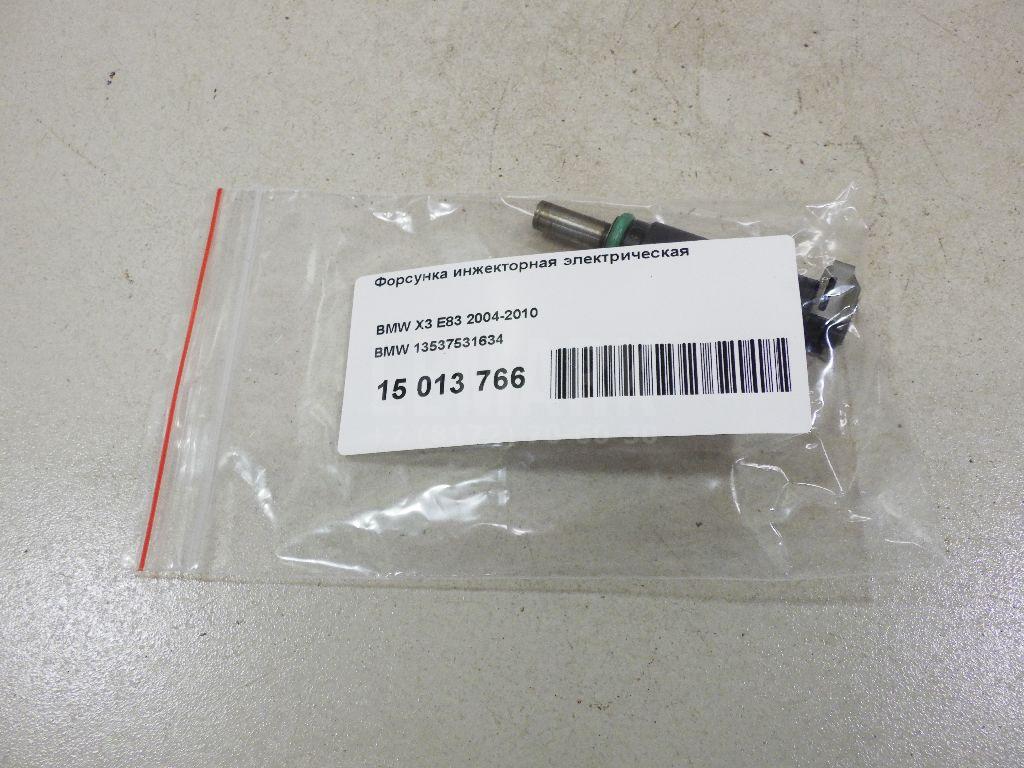 Форсунка инжекторная электрическая
BMW X3 E83 2004-2010
BMW 13537531634
15 013 766